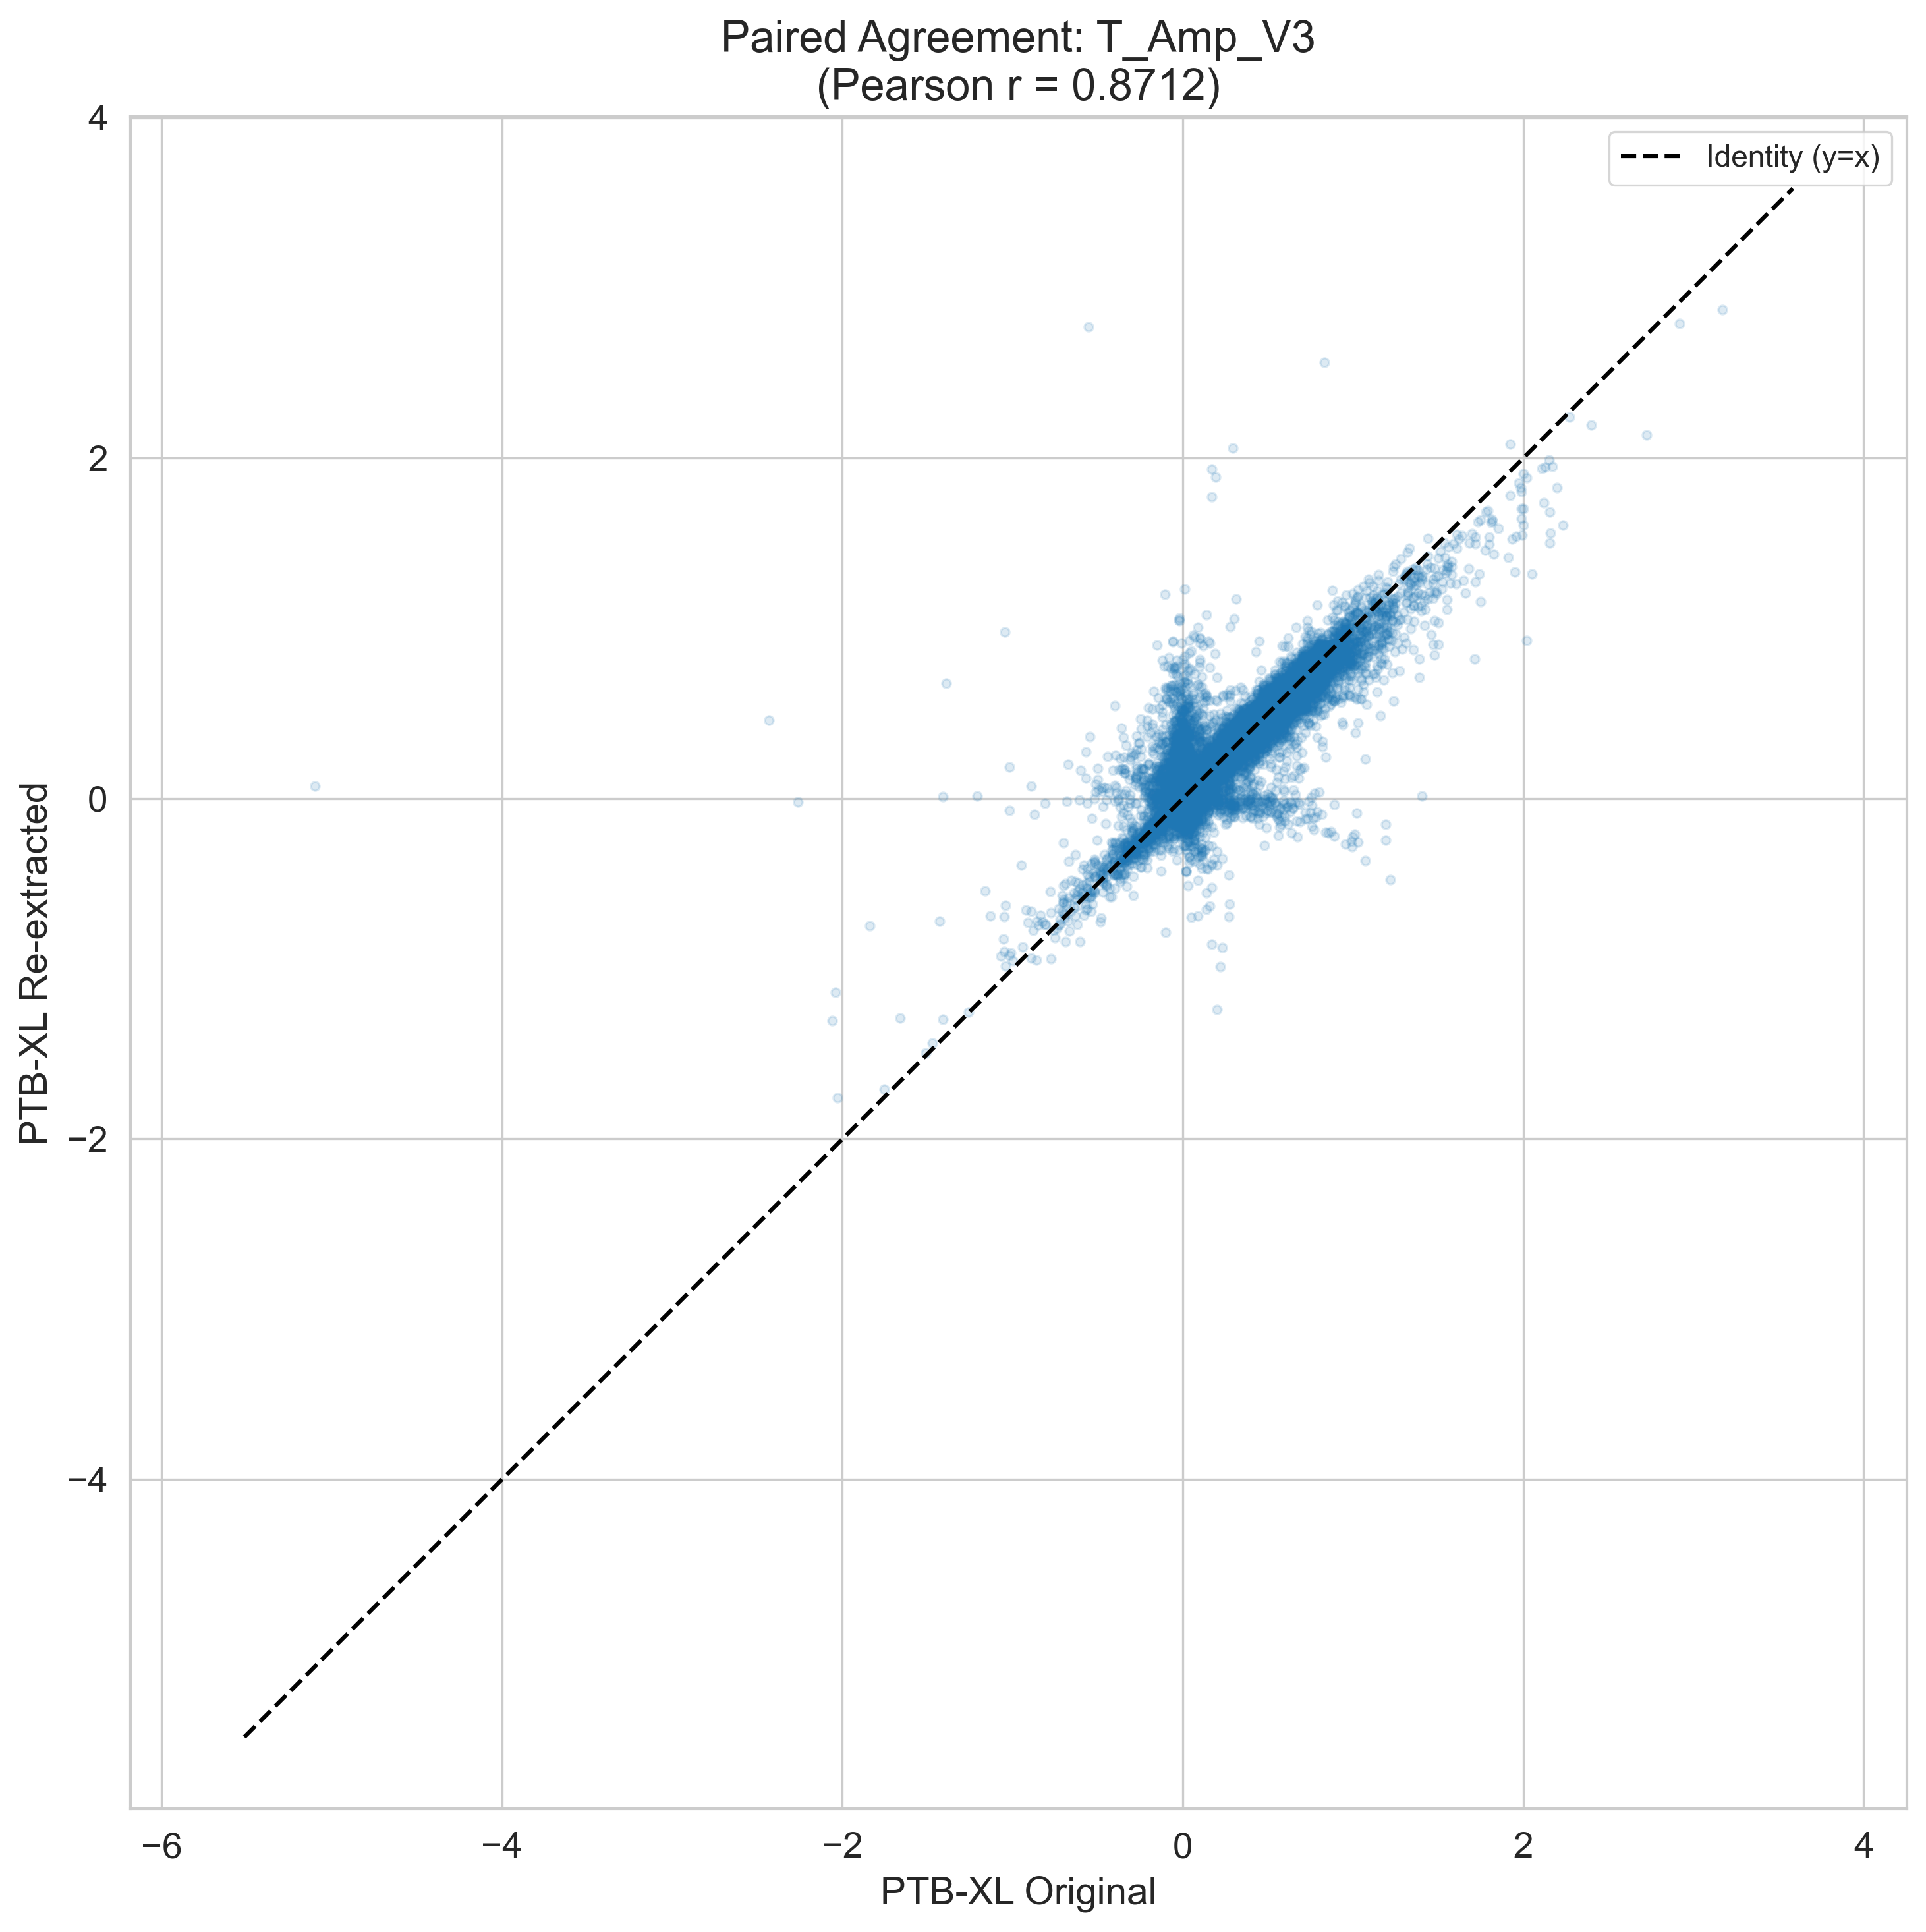 Paired Agreement: T_Amp_V3
(Pearson r = 0.8712)
4
Identity (y=x)
2
0
−2
−4
PTB-XL Re-extracted
−6
−4
−2
0
2
4
PTB-XL Original